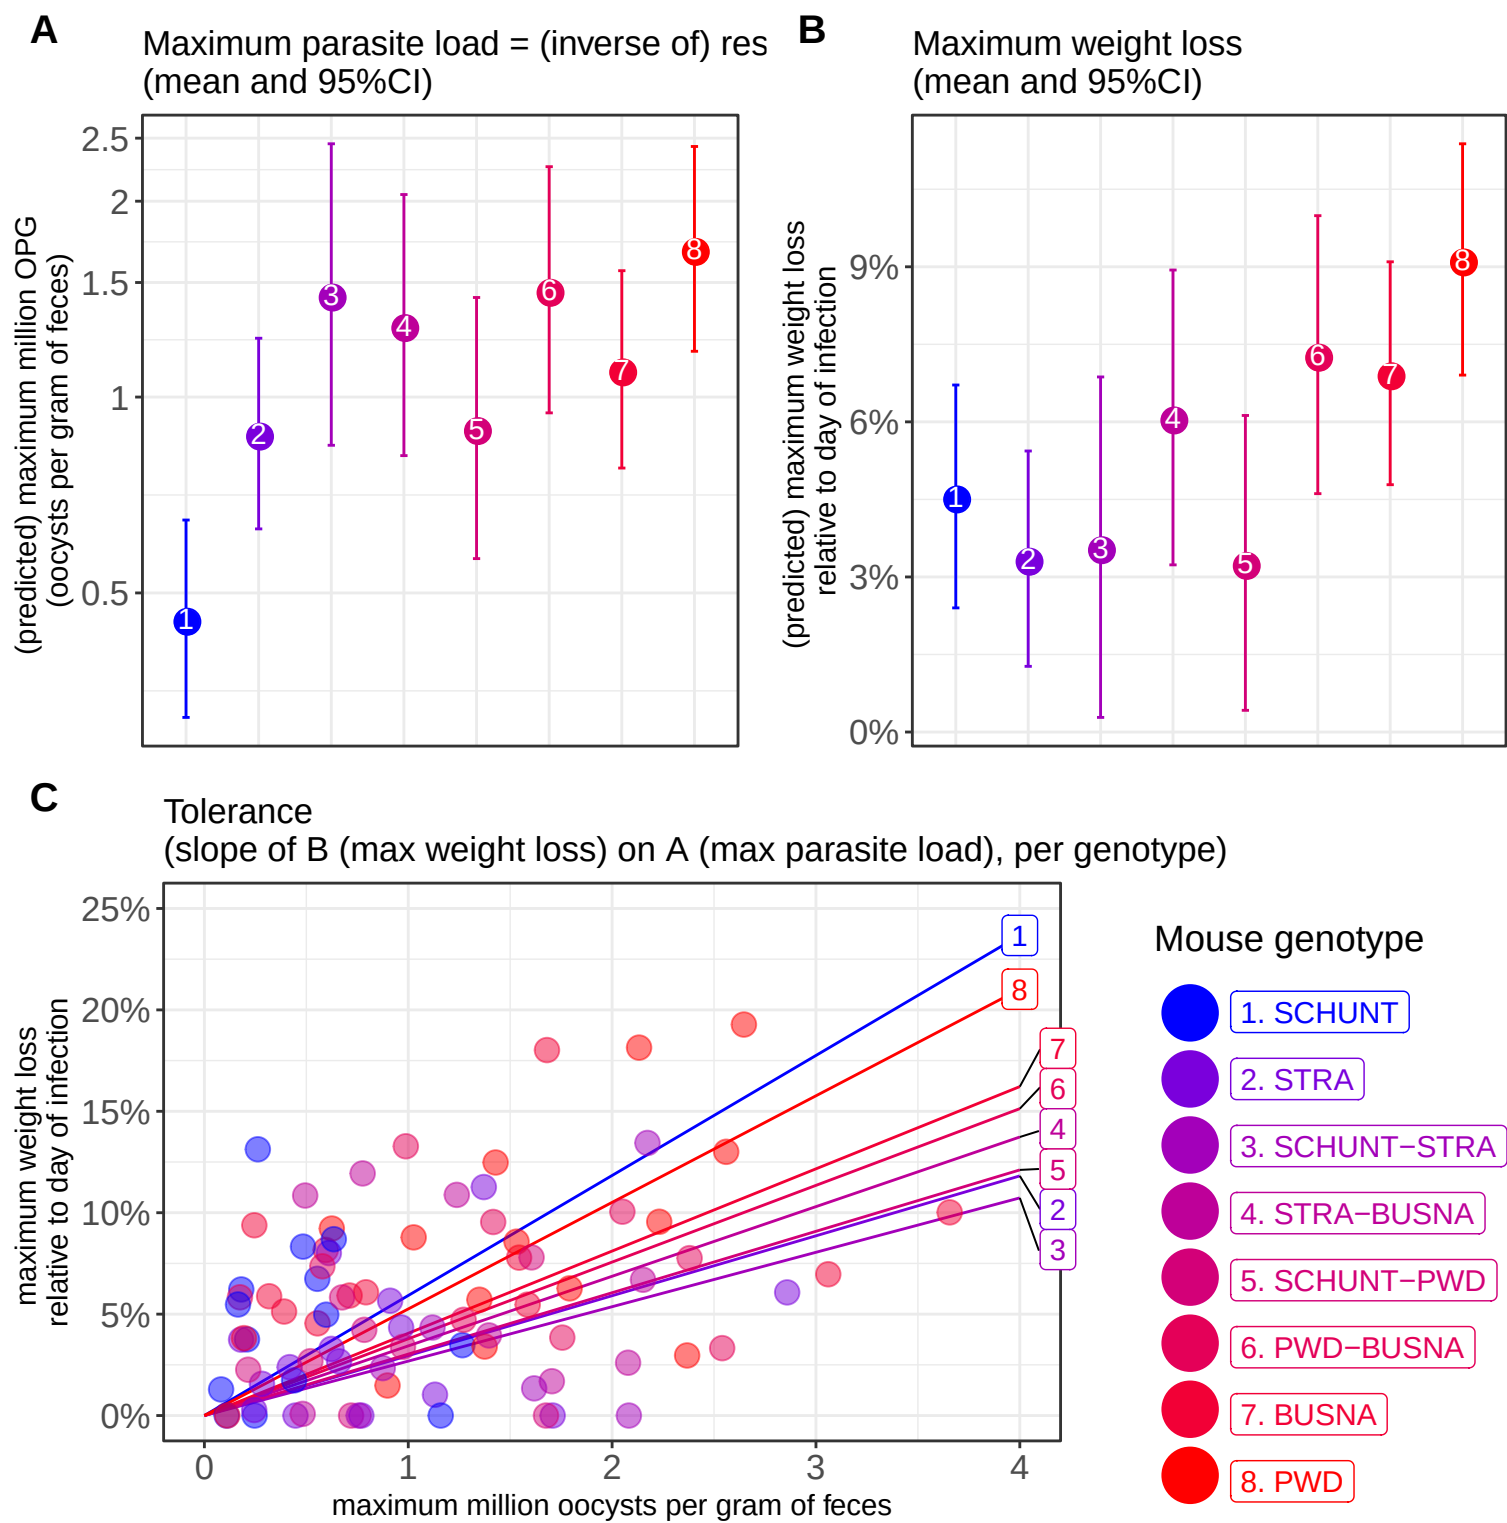 A
Maximum parasite load = (inverse of) res
(mean and 95%CI)
(predicted) maximum million OPG
(oocysts per gram of feces)
2.5
2
1.5
1
0.5
1
2
3
4
5
6
7
8
B
Maximum weight loss
(mean and 95%CI)
(predicted) maximum weight loss
relative to day of infection
9%
6%
3%
0%
1
2
3
4
5
6
7
8
C
Tolerance
(slope of B (max weight loss) on A (max parasite load), per genotype)
maximum weight loss
relative to day of infection
25%
20%
15%
10%
5%
0%
1
8
7
6
4
5
2
3
0
1
2
3
4
maximum million oocysts per gram of feces
Mouse genotype
1. SCHUNT
2. STRA
3. SCHUNT−STRA
4. STRA−BUSNA
5. SCHUNT−PWD
6. PWD−BUSNA
7. BUSNA
8. PWD